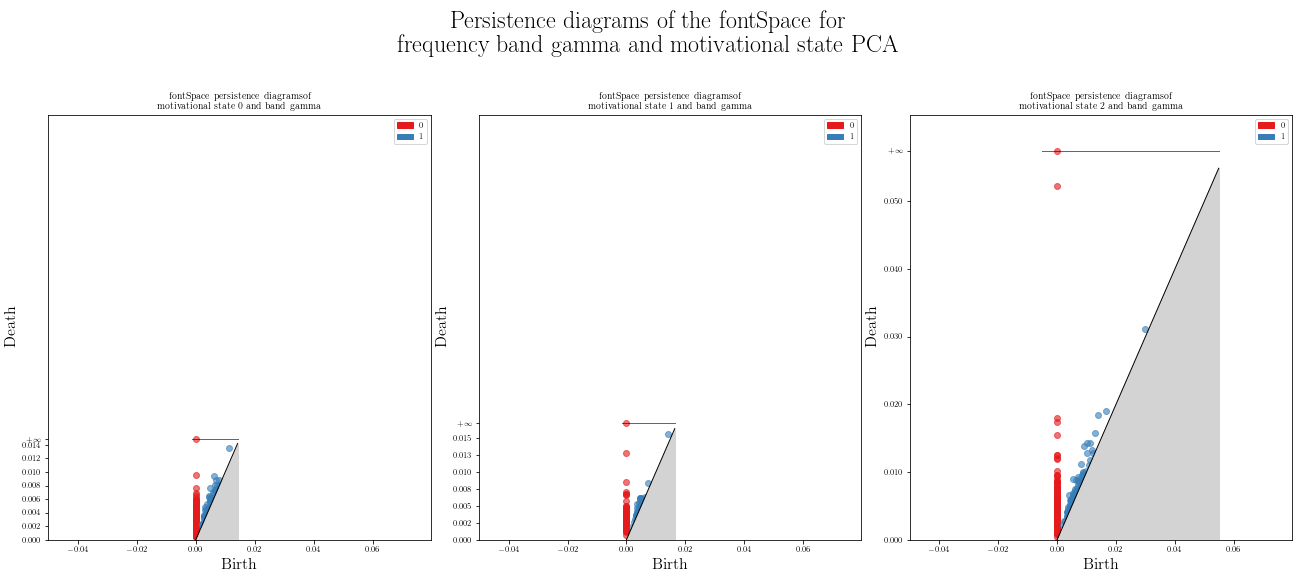 Persistence diagrams of the fontSpace for
frequency band gamma and motivational state PCA
fontSpace persistence diagramsof
motivational state 0 and band gamma
0
1
Death
+∞
0.014
0.012
0.010
0.008
0.006
0.004
0.002
0.000
−0.04 −0.02 0.00 0.02 0.04 0.06
Birth
fontSpace persistence diagramsof
motivational state 1 and band gamma
0
1
Death
+∞
0.015
0.013
0.010
0.008
0.005
0.002
0.000
−0.04 −0.02 0.00 0.02 0.04 0.06
Birth
fontSpace persistence diagramsof
motivational state 2 and band gamma
0
1
Death
+∞
0.050
0.040
0.030
0.020
0.010
0.000
−0.04 −0.02 0.00 0.02 0.04 0.06
Birth